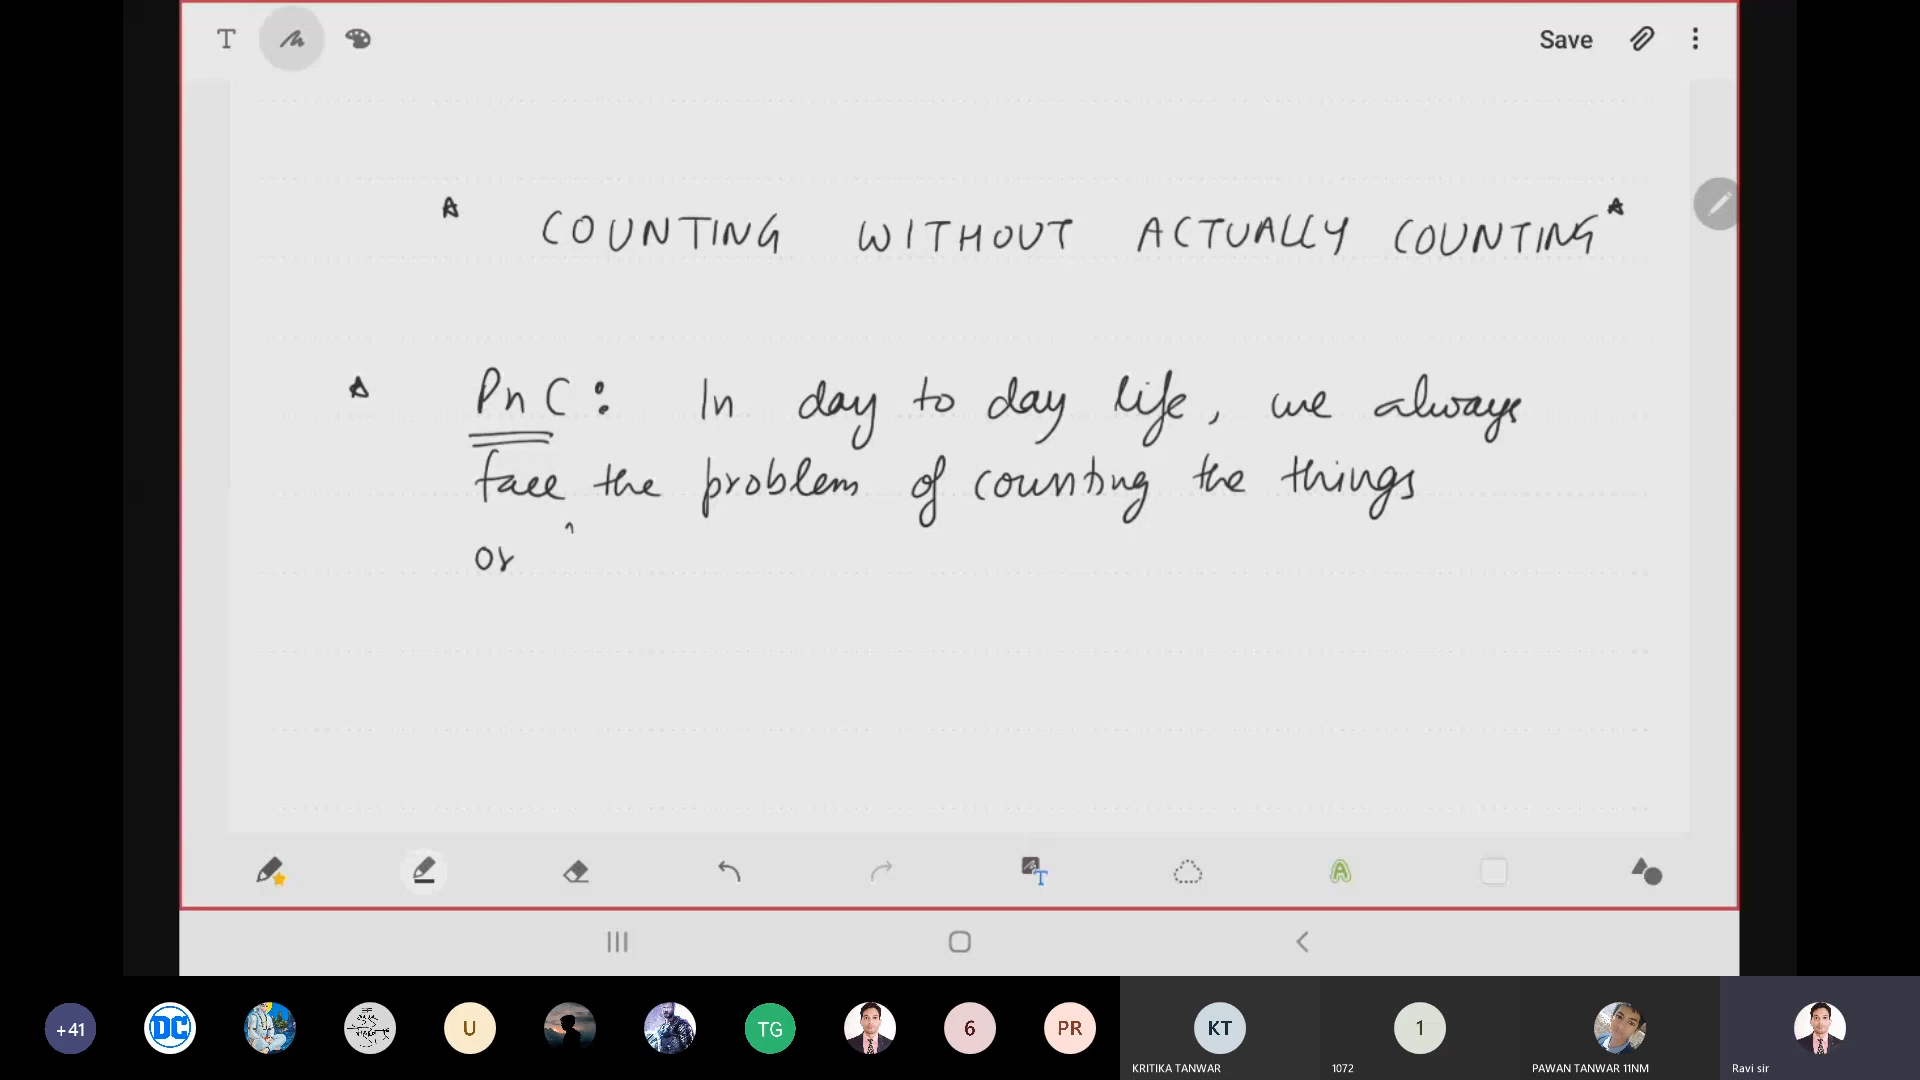 T Save
☆ COUNTING WITHOUT ACTUALLY COUNTING ☆
☆ PnC: In day to day life, we always
face the problem of counting the things
or
T A
+41 DC U TG 6 PR KT 1
KRITIKA TANWAR 1072 PAWAN TANWAR 11NM Ravi sir